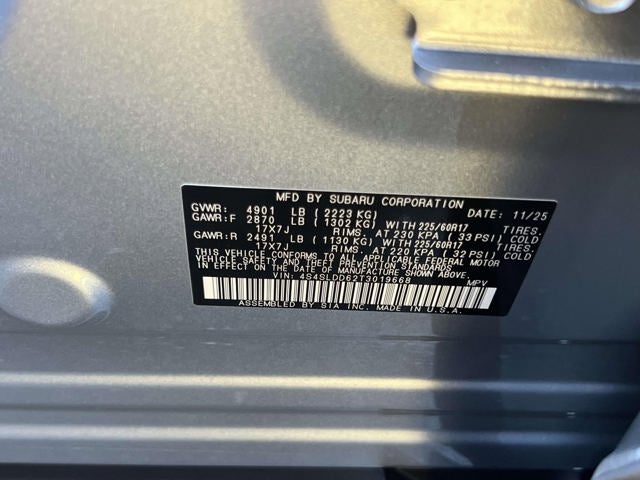 MFD BY SUBARU CORPORATION
GVWR: 4901 LB ( 2223 KG) DATE: 11/25
GAWR:F 2870 LB ( 1302 KG) WITH 225/60R17 TIRES.
17X7J RIMS. AT 230 KPA ( 33 PSI) COLD
GAWR:R 2491 LB ( 1130 KG) WITH 225/60R17 TIRES.
17X7J RIMS. AT 220 KPA ( 32 PSI) COLD
THIS VEHICLE CONFORMS TO ALL APPLICABLE FEDERAL MOTOR
VEHICLE SAFETY AND THEFT PREVENTION STANDARDS
IN EFFECT ON THE DATE OF MANUFACTURE SHOWN ABOVE.
VIN: 4S4SLDD62T3019668 MPV
ASSEMBLED BY SIA INC. MADE IN U.S.A.